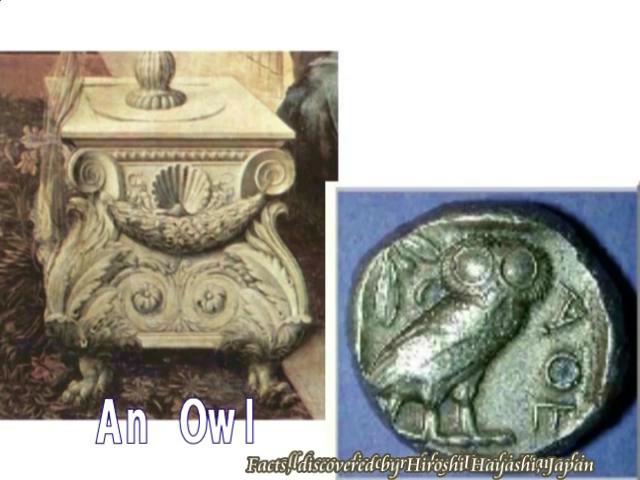 ΑΘΕ
An Owl
Facts, discovered by Hiroshi Hayashi, Japan